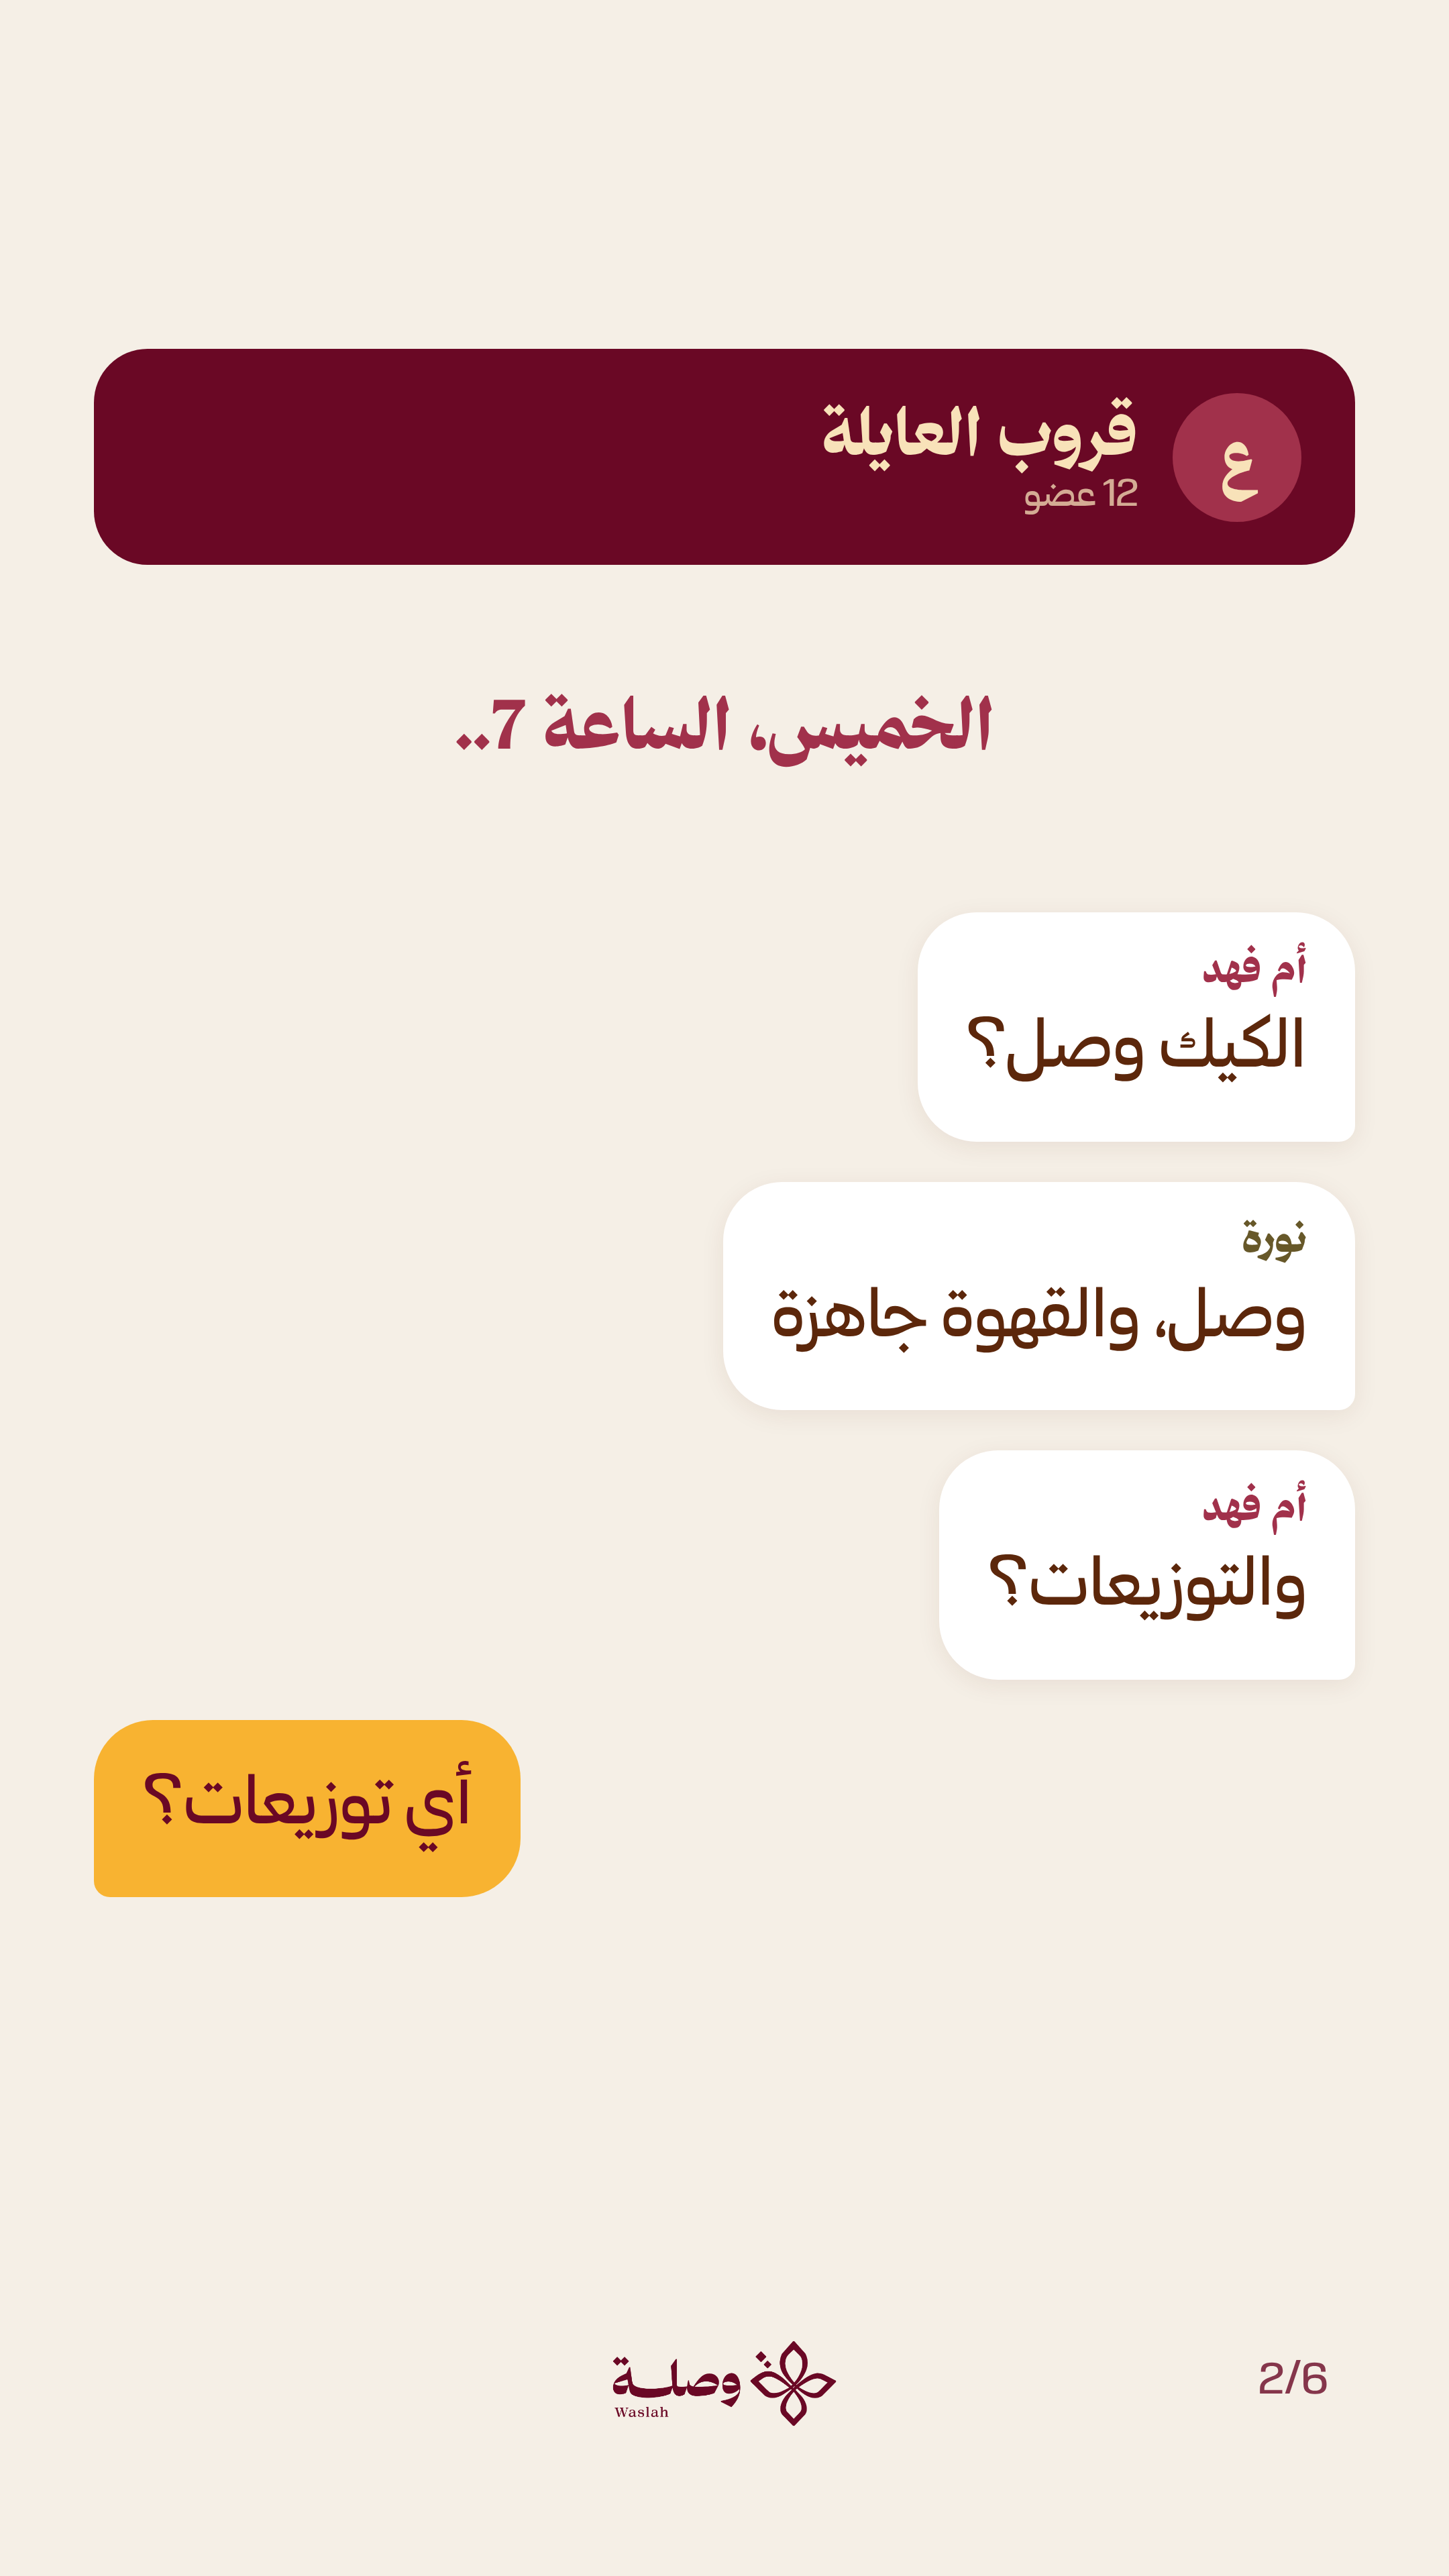 ع
قروب العايلة
12 عضو
الخميس، الساعة 7..
أم فهد
الكيك وصل؟
نورة
وصل، والقهوة جاهزة
أم فهد
والتوزيعات؟
أي توزيعات؟
وصلـة
Waslah
2/6